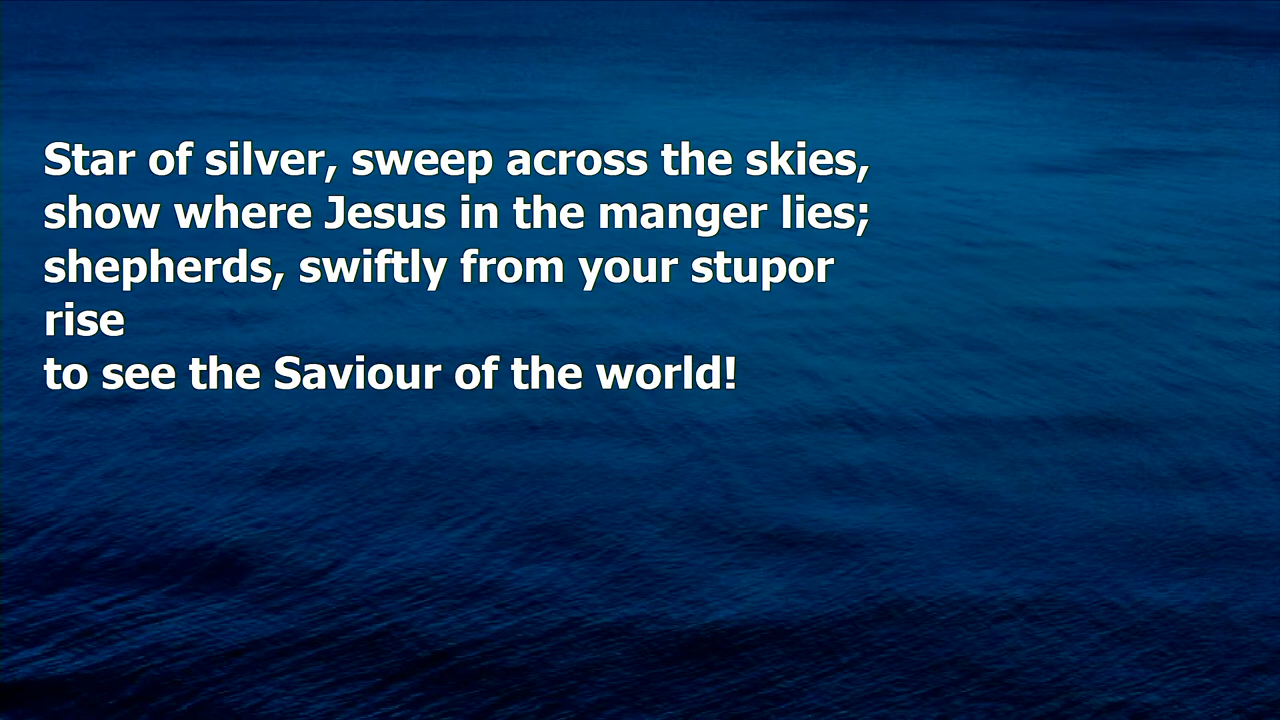 Star of silver, sweep across the skies,
show where Jesus in the manger lies;
shepherds, swiftly from your stupor
rise
to see the Saviour of the world!